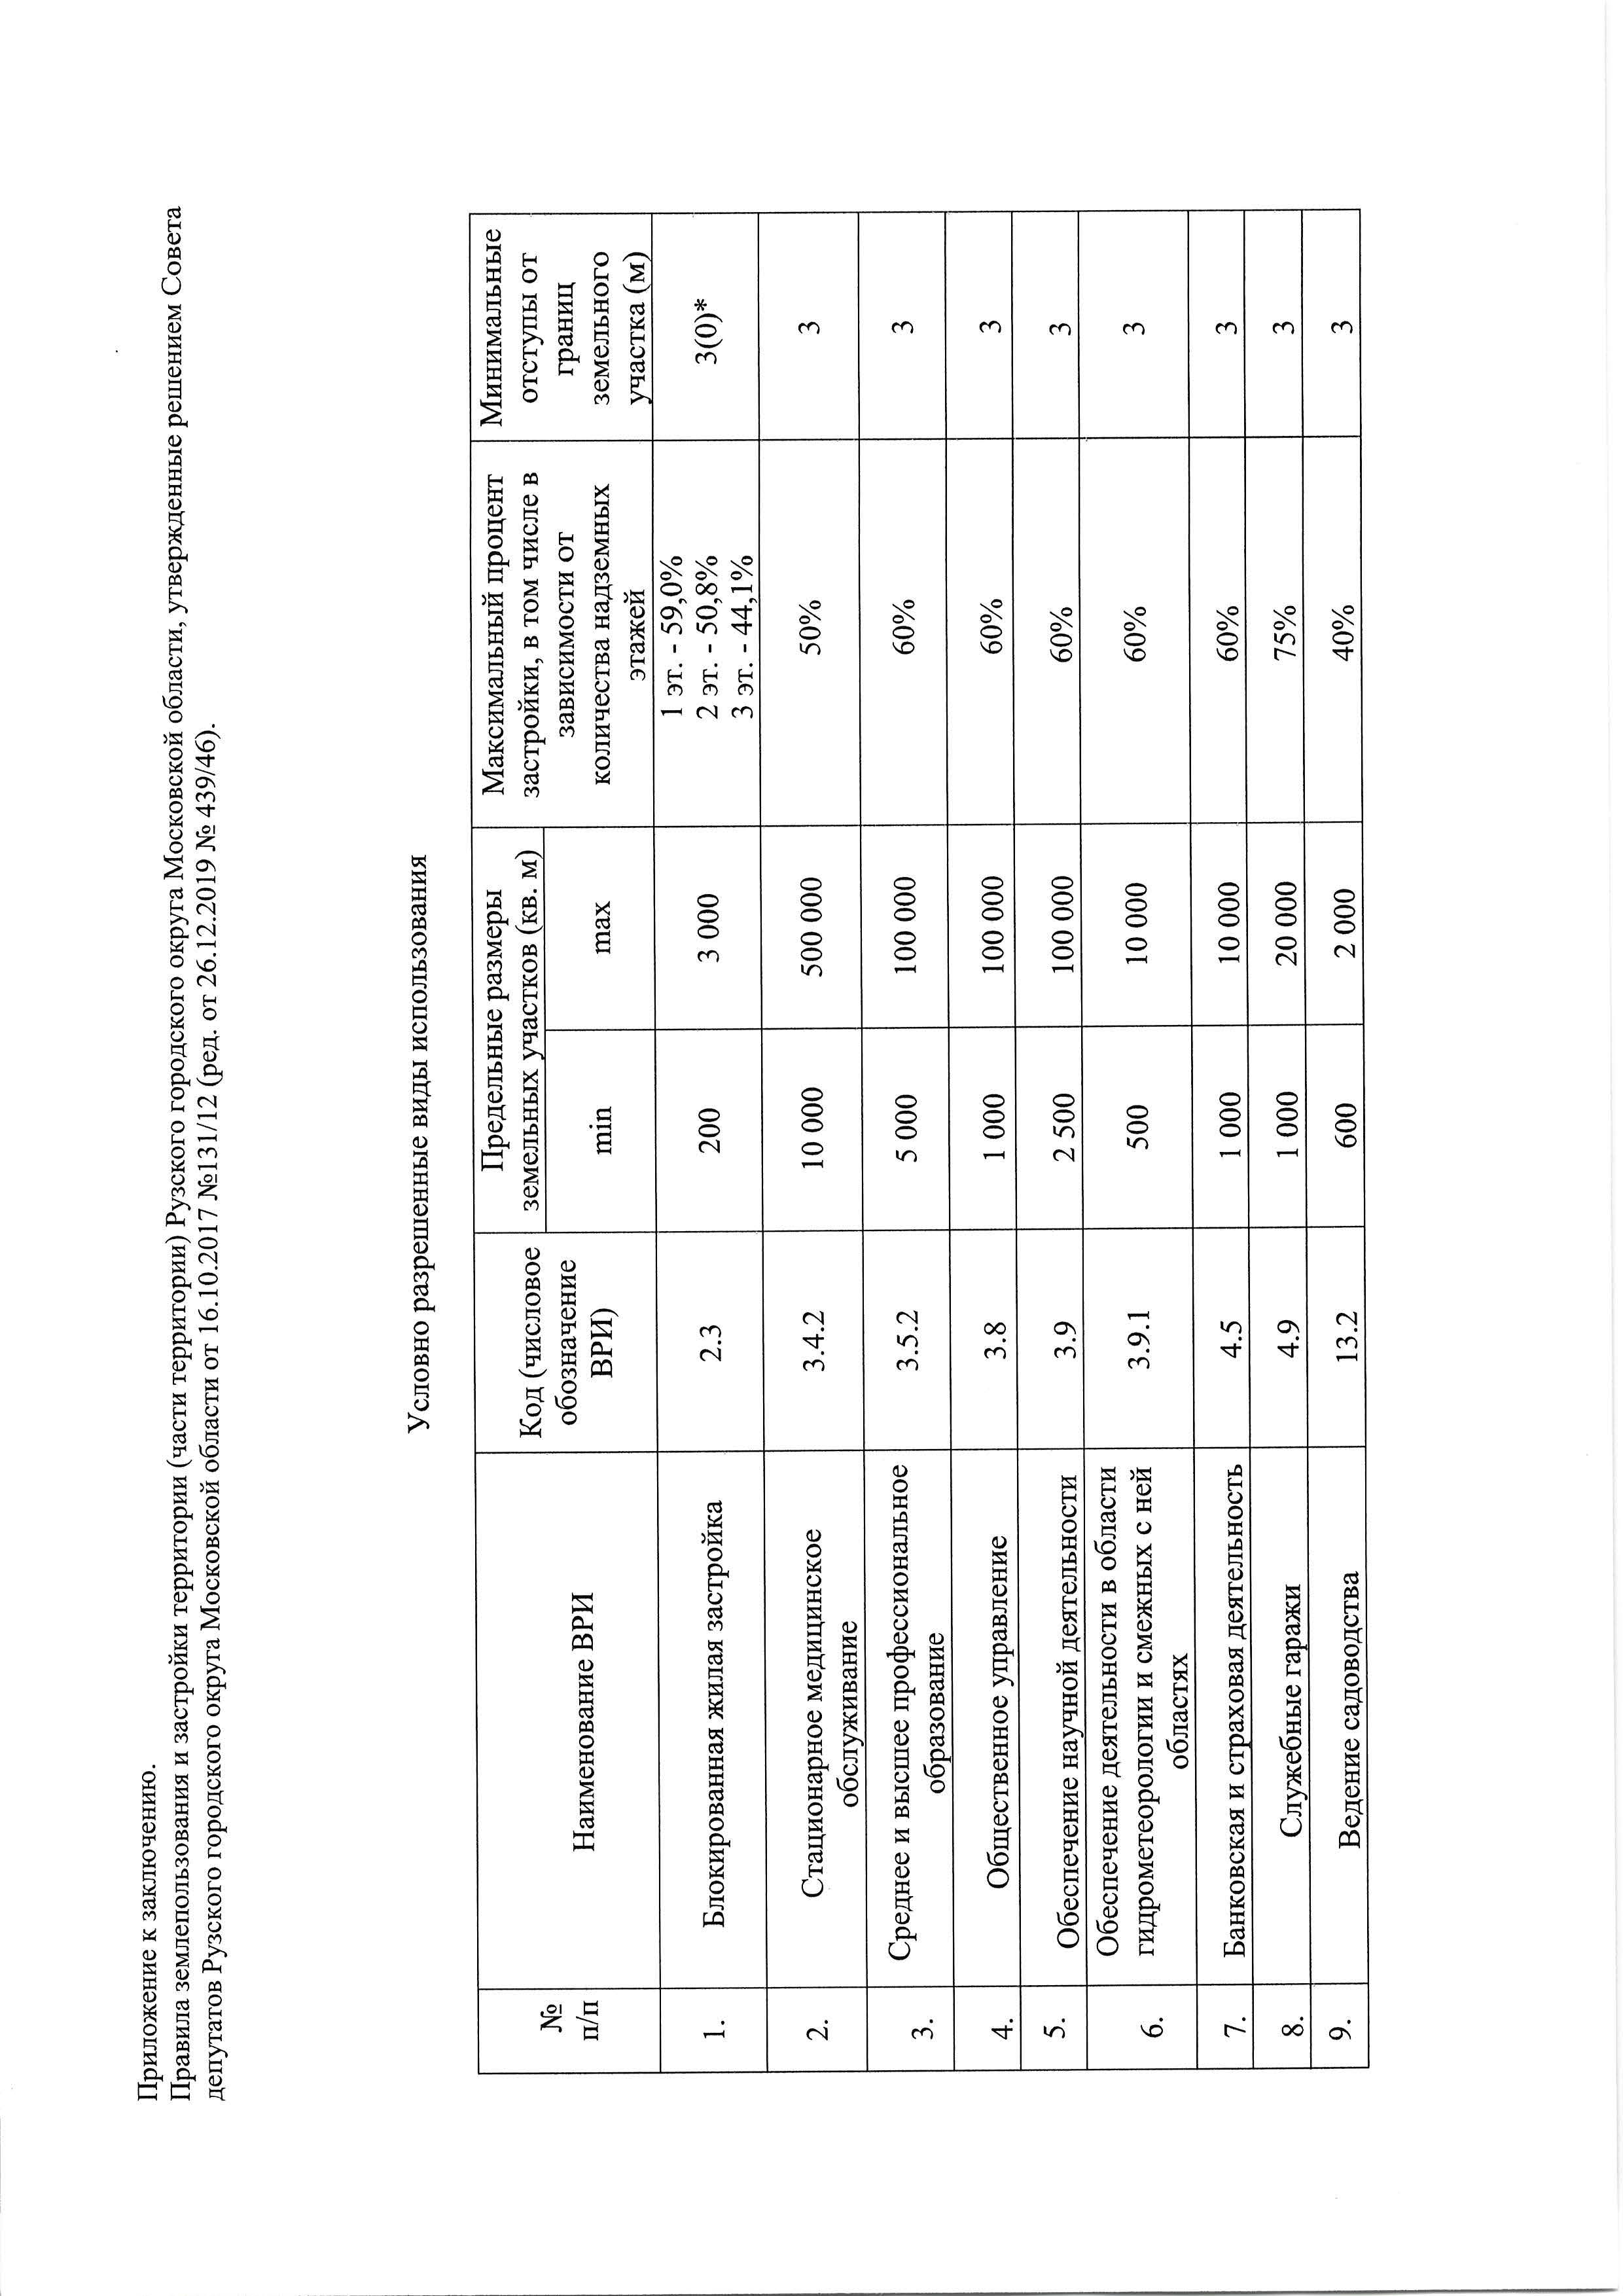 Приложение к заключению.
Правила землепользования и застройки территории (части территории) Рузского городского округа Московской области, утвержденные решением Совета
депутатов Рузского городского округа Московской области от 16.10.2017 №131/12 (ред. от 26.12.2019 № 439/46).
Условно разрешенные виды использования
№
п/п
Наименование ВРИ
Код (числовое
обозначение
ВРИ)
Предельные размеры
земельных участков (кв. м)
min
max
Максимальный процент
застройки, в том числе в
зависимости от
количества надземных
этажей
Минимальные
отступы от
границ
земельного
участка (м)
1.
Блокированная жилая застройка
2.3
200
3 000
1 эт. - 59,0%
2 эт. - 50,8%
3 эт. - 44,1%
3(0)*
2.
Стационарное медицинское
обслуживание
3.4.2
10 000
500 000
50%
3
3.
Среднее и высшее профессиональное
образование
3.5.2
5 000
100 000
60%
3
4.
Общественное управление
3.8
1 000
100 000
60%
3
5.
Обеспечение научной деятельности
3.9
2 500
100 000
60%
3
6.
Обеспечение деятельности в области
гидрометеорологии и смежных с ней
областях
3.9.1
500
10 000
60%
3
7.
Банковская и страховая деятельность
4.5
1 000
10 000
60%
3
8.
Служебные гаражи
4.9
1 000
20 000
75%
3
9.
Ведение садоводства
13.2
600
2 000
40%
3